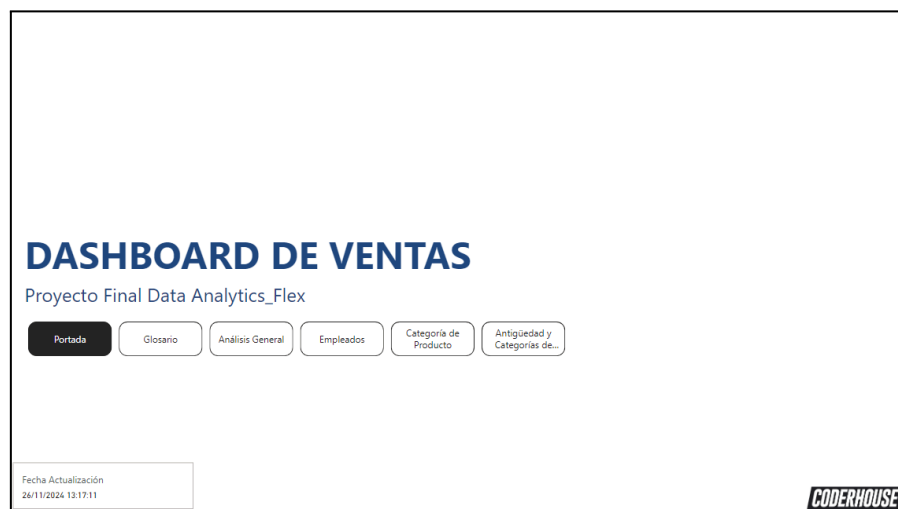 DASHBOARD DE VENTAS
Proyecto Final Data Analytics_Flex
Portada
Glosario
Análisis General
Empleados
Categoría de
Producto
Antigüedad y
Categorías de...
Fecha Actualización
26/11/2024 13:17:11
CODERHOUSE